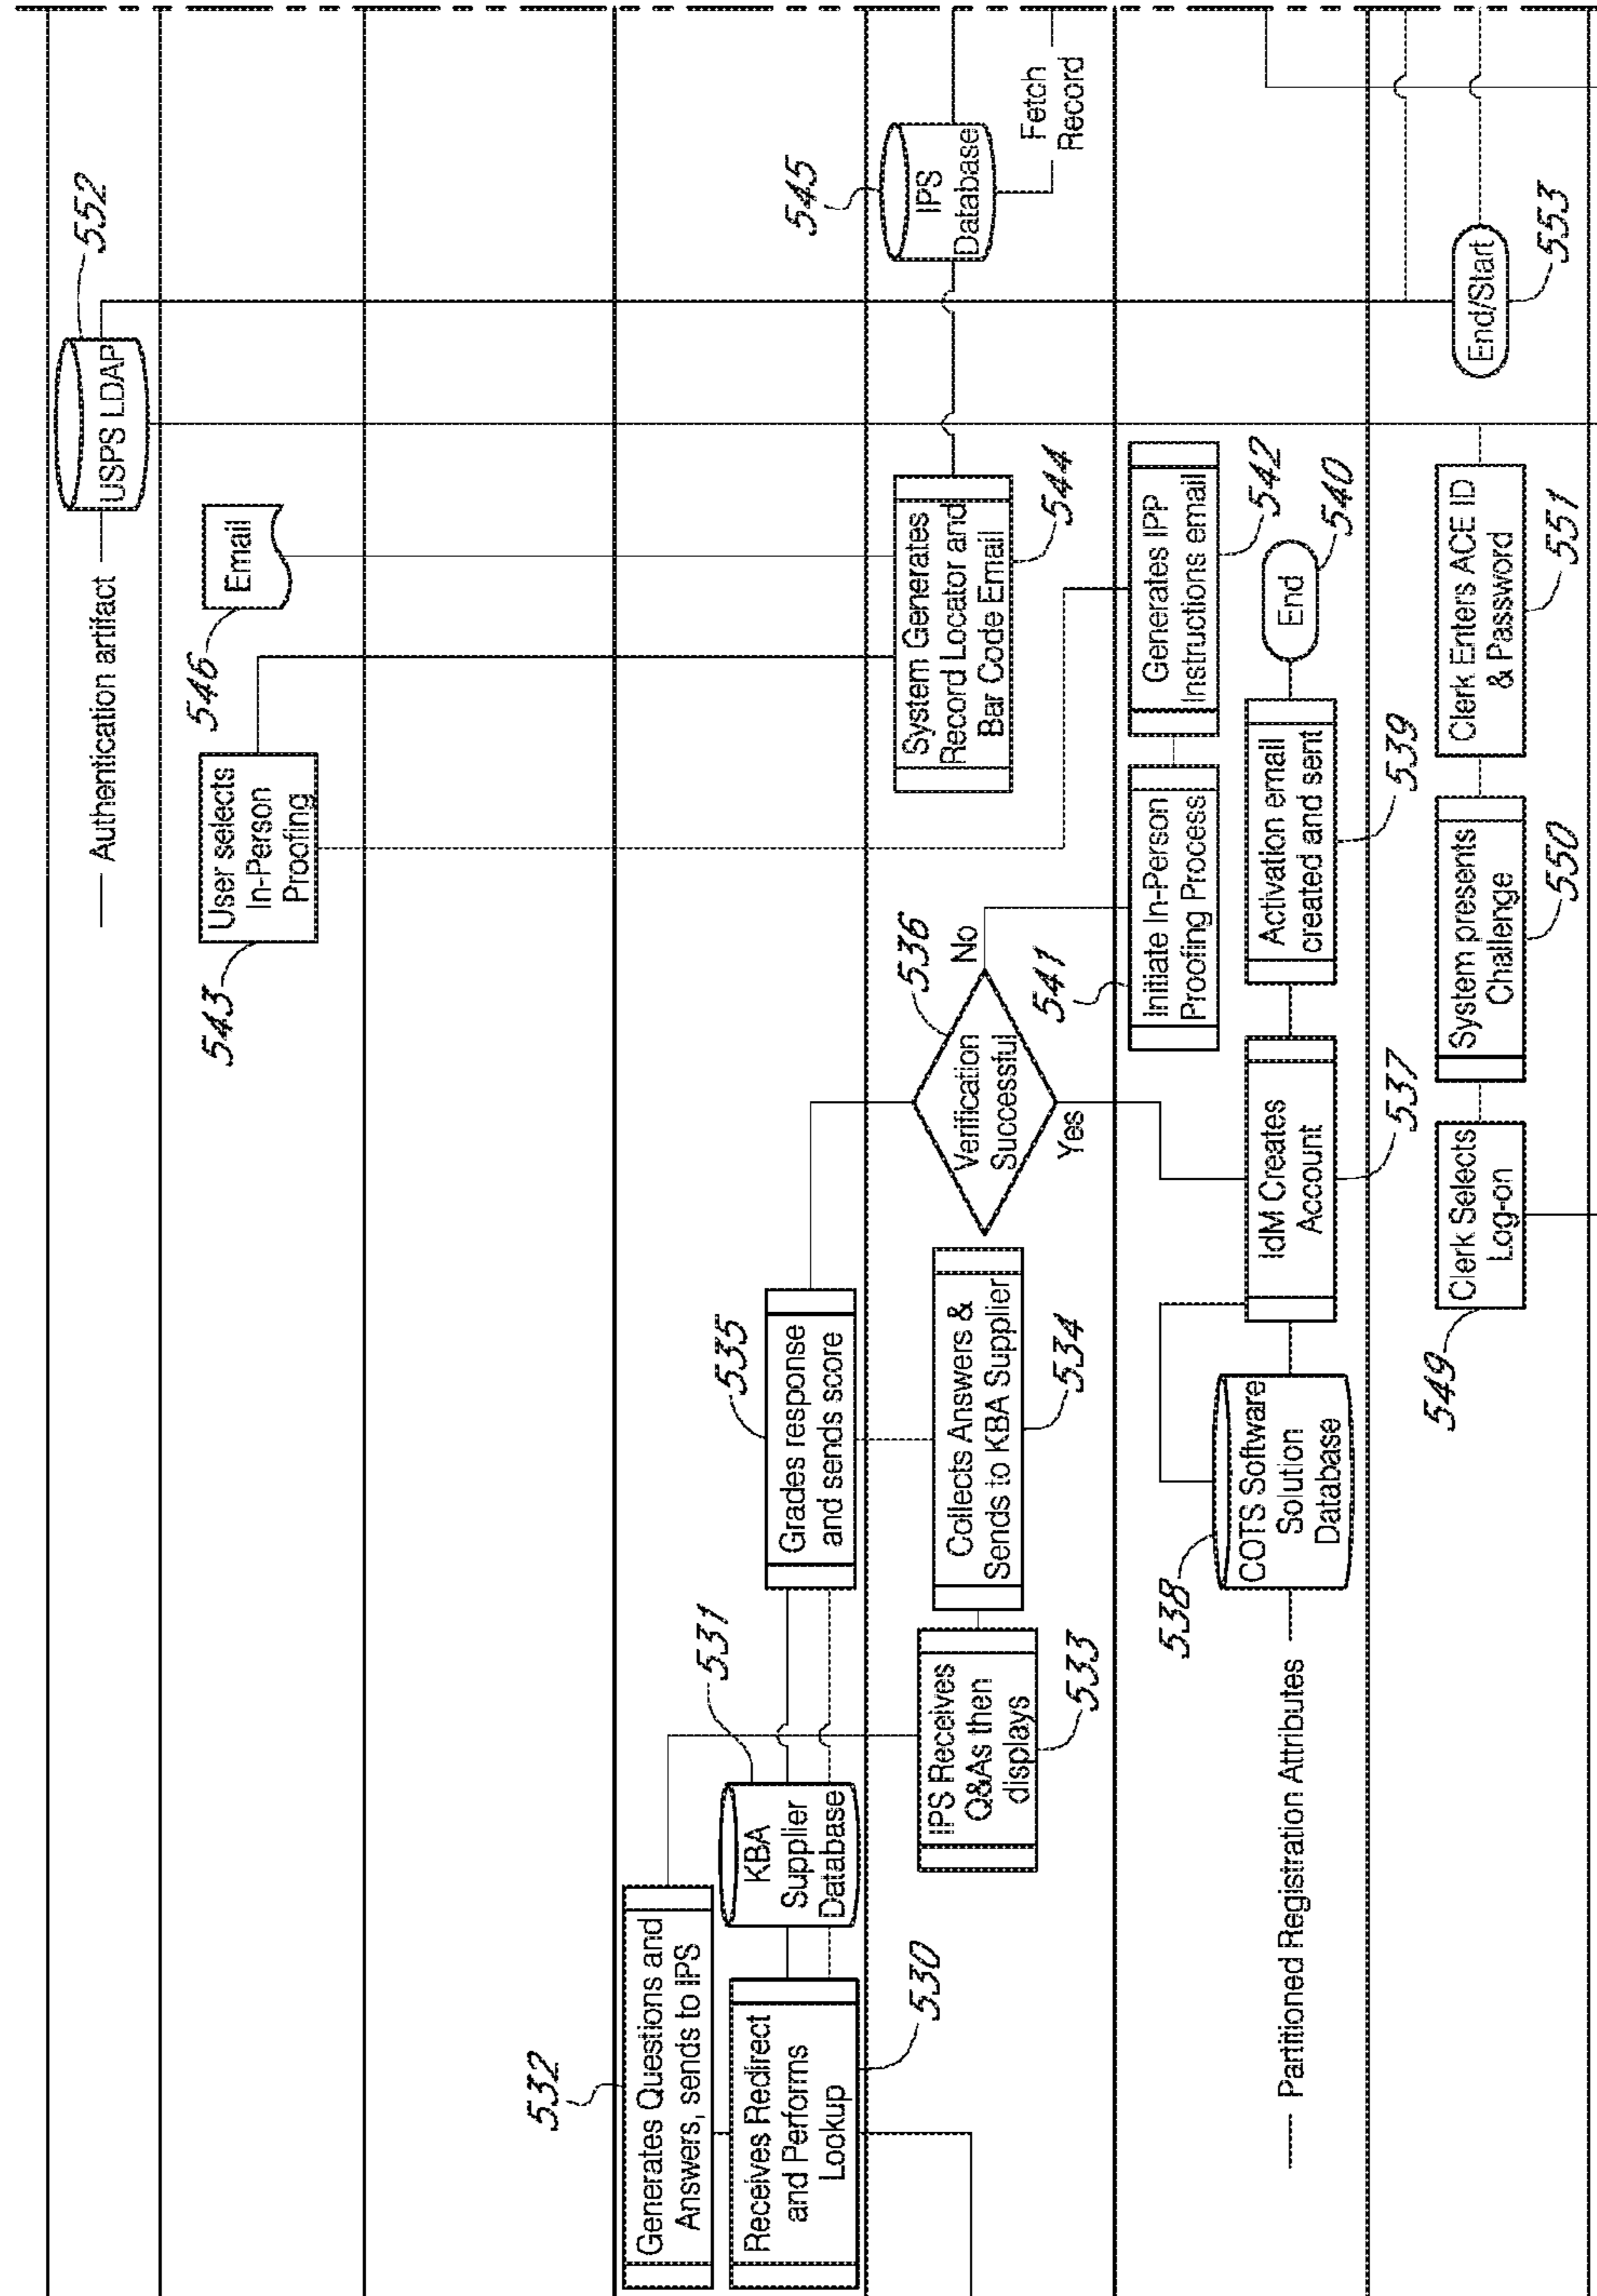 Authentication artifact
USPS LDAP
552
543
User selects
In-Person
Proofing
546
Email
532
Generates Questions and
Answers, sends to IPS
Receives Redirect
and Performs
Lookup
530
KBA
Supplier
Database
531
535
Grades response
and sends score
IPS Receives
Q&As then
displays
533
Collects Answers &
Sends to KBA Supplier
534
Verification
Successful
536
No
Yes
System Generates
Record Locator and
Bar Code Email
544
545
IPS
Database
Fetch
Record
541
Initiate In-Person
Proofing Process
Generates IPP
Instructions email
542
Partitioned Registration Attributes
538
COTS Software
Solution
Database
IdM Creates
Account
537
Activation email
created and sent
539
End
540
549
Clerk Selects
Log-on
System presents
Challenge
550
Clerk Enters ACE ID
& Password
551
End/Start
553